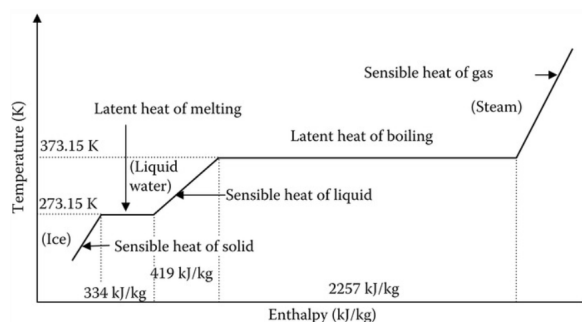 Sensible heat of gas
(Steam)
Latent heat of melting
Latent heat of boiling
373.15 K
(Liquid
water)
Sensible heat of liquid
273.15 K
(Ice)
Sensible heat of solid
419 kJ/kg
334 kJ/kg
2257 kJ/kg
Temperature (K)
Enthalpy (kJ/kg)